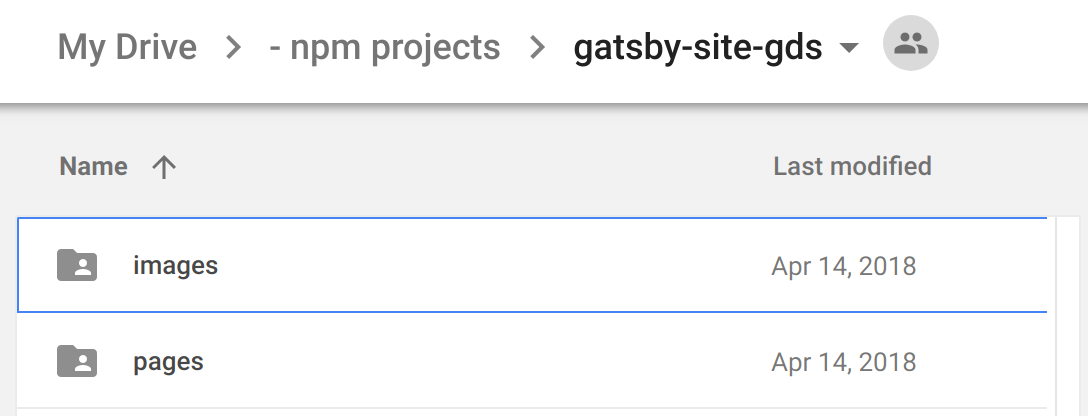 My Drive > - npm projects > gatsby-site-gds
Name Last modified
images Apr 14, 2018
pages Apr 14, 2018